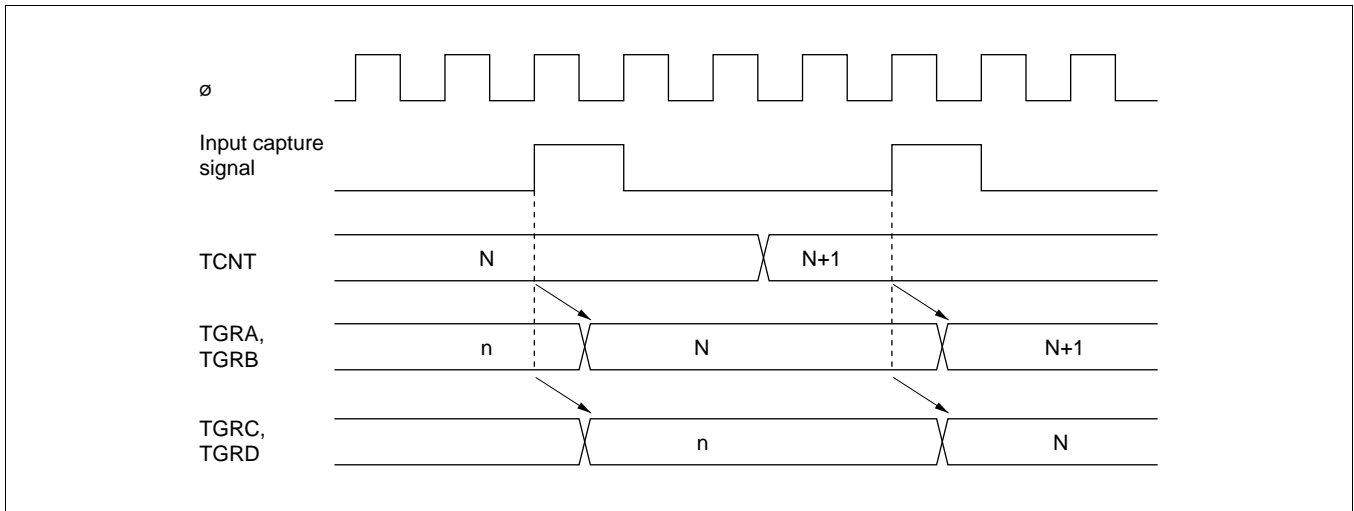 ø
Input capture
signal
TCNT
N
N+1
TGRA,
TGRB
n
N
N+1
TGRC,
TGRD
n
N